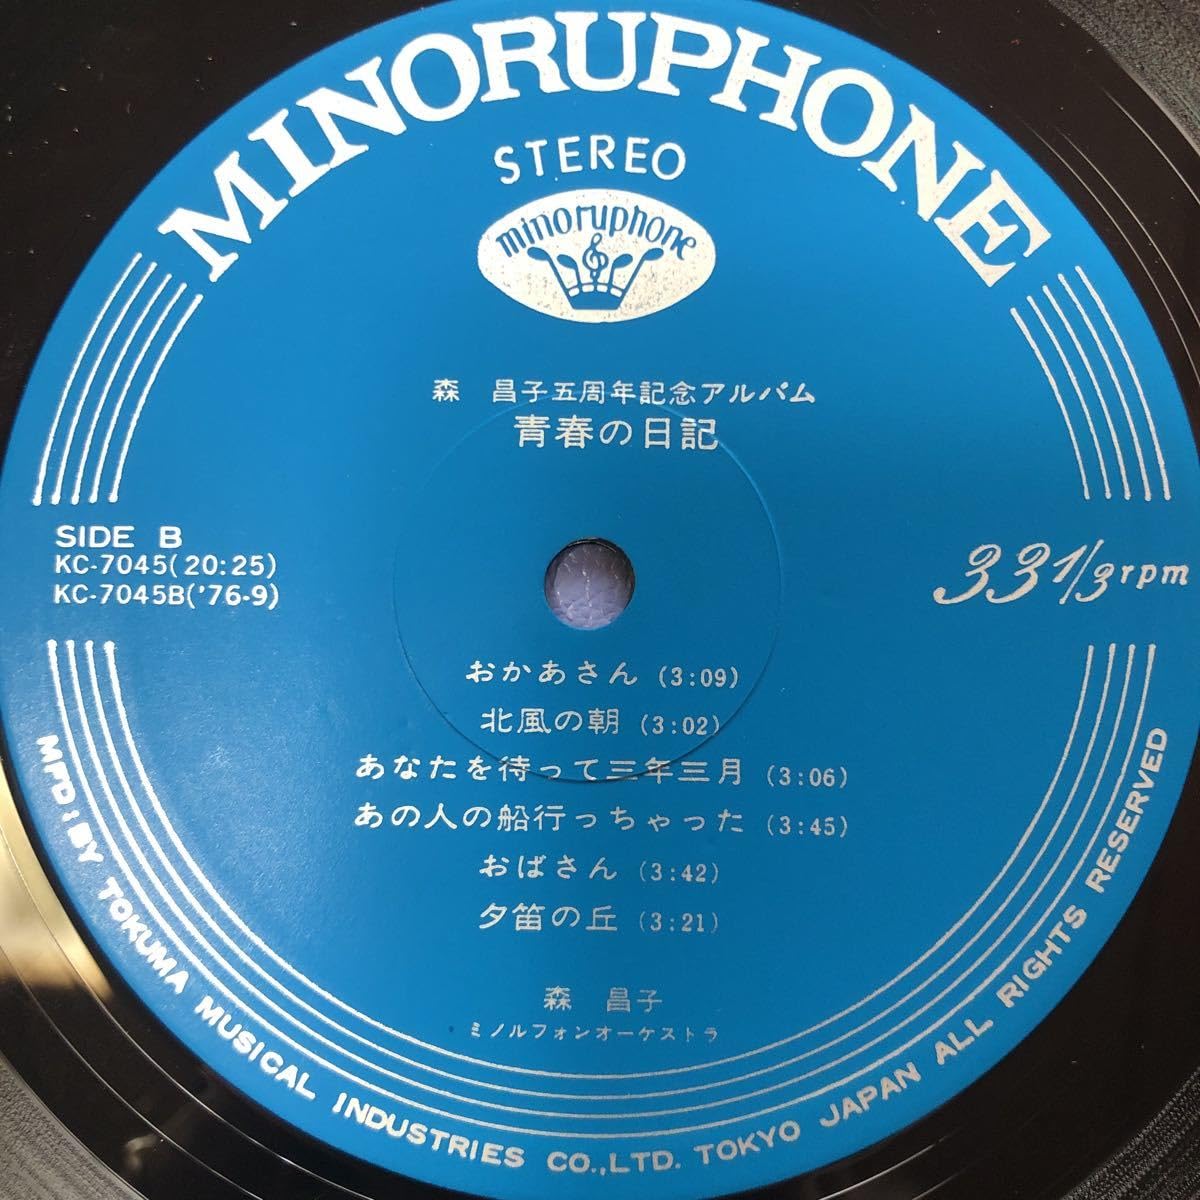 MINORUPHONE
STEREO
minoruphone
森 昌子五周年記念アルバム
青春の日記
SIDE B
KC-7045(20:25)
KC-7045B('76-9)
33 1/3 rpm
おかあさん (3:09)
北風の朝 (3:02)
あなたを待って三年三月 (3:06)
あの人の船行っちゃった (3:45)
おばさん (3:42)
夕笛の丘 (3:21)
森 昌子
ミノルフォンオーケストラ
MF'D: BY TOKUMA MUSICAL INDUSTRIES CO.,LTD. TOKYO JAPAN ALL RIGHTS RESERVED